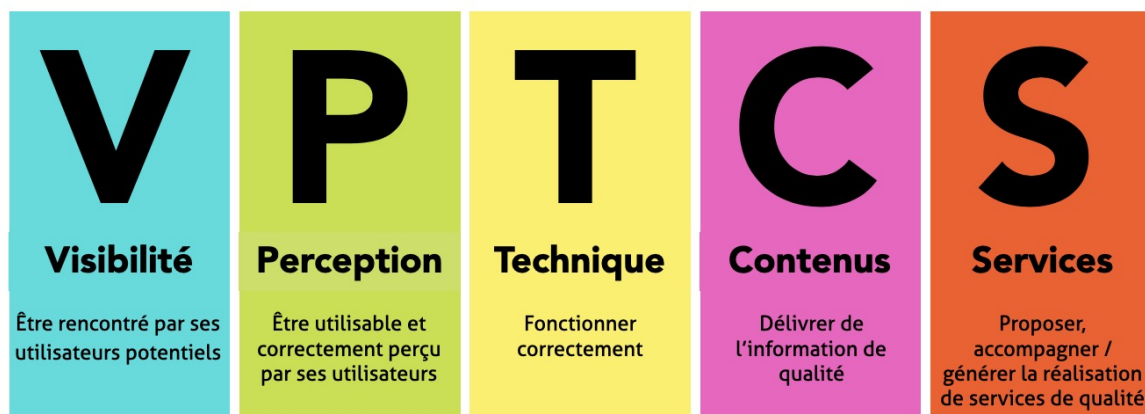 V
Visibilité
Être rencontré par ses
utilisateurs potentiels
P
Perception
Être utilisable et
correctement perçu
par ses utilisateurs
T
Technique
Fonctionner
correctement
C
Contenus
Délivrer de
l’information de
qualité
S
Services
Proposer,
accompagner /
générer la réalisation
de services de qualité